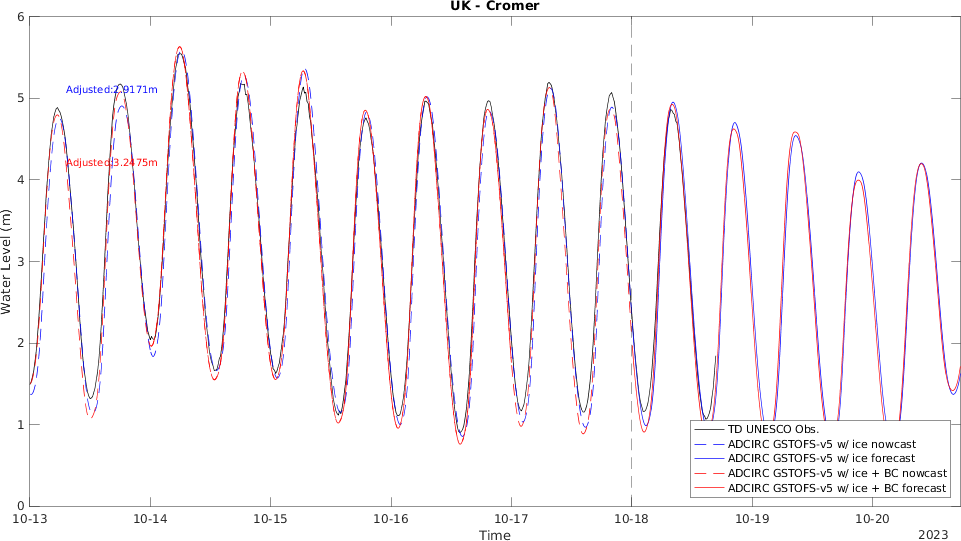 UK - Cromer
6
5
4
3
2
1
0
Water Level (m)
Adjusted:2.9171m
Adjusted:3.2475m
TD UNESCO Obs.
ADCIRC GSTOFS-v5 w/ ice nowcast
ADCIRC GSTOFS-v5 w/ ice forecast
ADCIRC GSTOFS-v5 w/ ice + BC nowcast
ADCIRC GSTOFS-v5 w/ ice + BC forecast
10-13 10-14 10-15 10-16 10-17 10-18 10-19 10-20
Time
2023